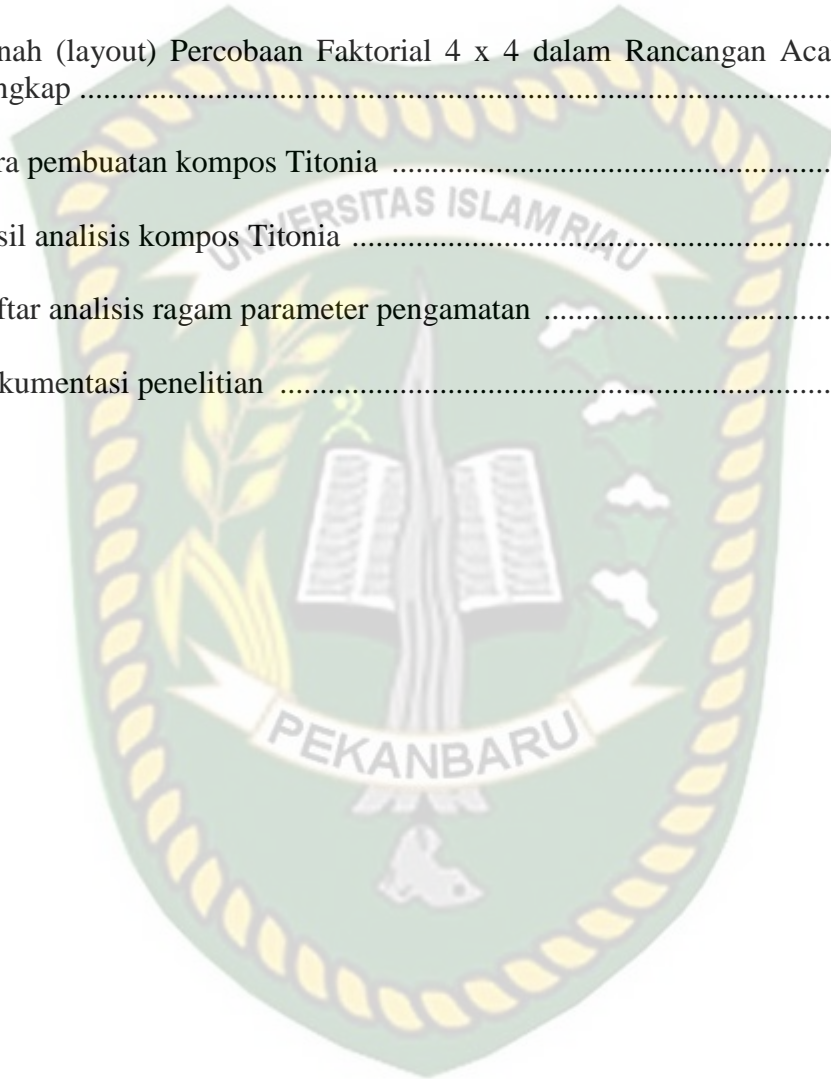 nah (layout) Percobaan Faktorial 4 x 4 dalam Rancangan Aca
ngkap ........................................................................................
ra pembuatan kompos Titonia ......................................................
sil analisis kompos Titonia ...........................................................
ftar analisis ragam parameter pengamatan ...................................
kumentasi penelitian .....................................................................
UNIVERSITAS ISLAM RIAU
PEKANBARU